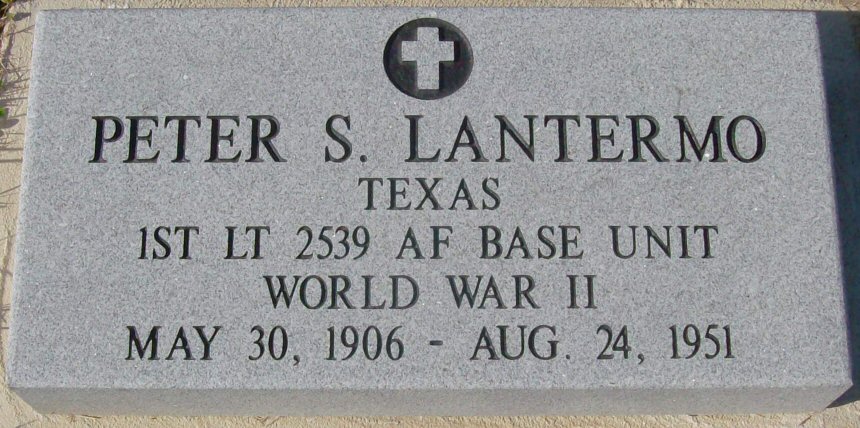 PETER S. LANTERMO
TEXAS
1ST LT 2539 AF BASE UNIT
WORLD WAR II
MAY 30, 1906 - AUG. 24, 1951